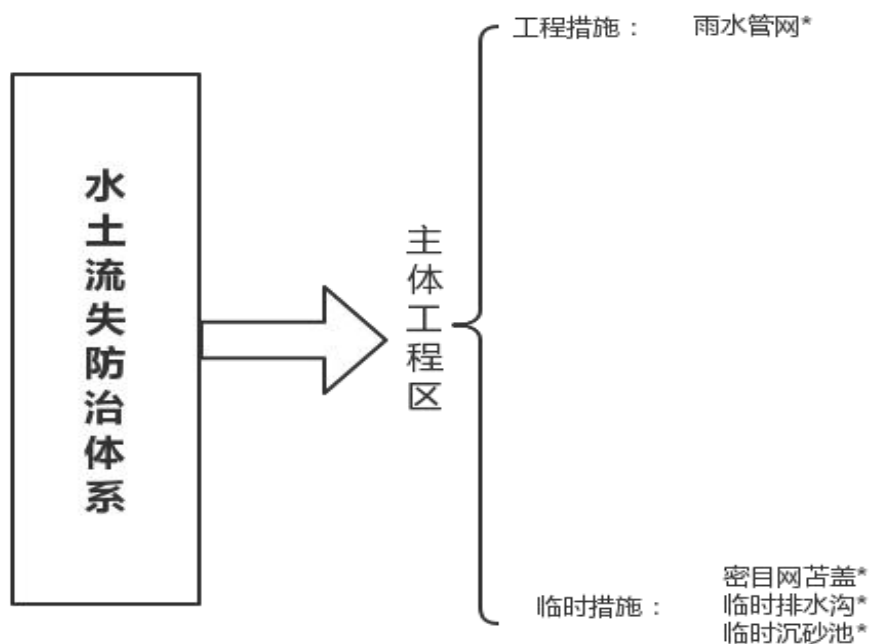 水土流失防治体系
主体工程区
工程措施： 雨水管网*
临时措施： 密目网苫盖*
临时排水沟*
临时沉砂池*